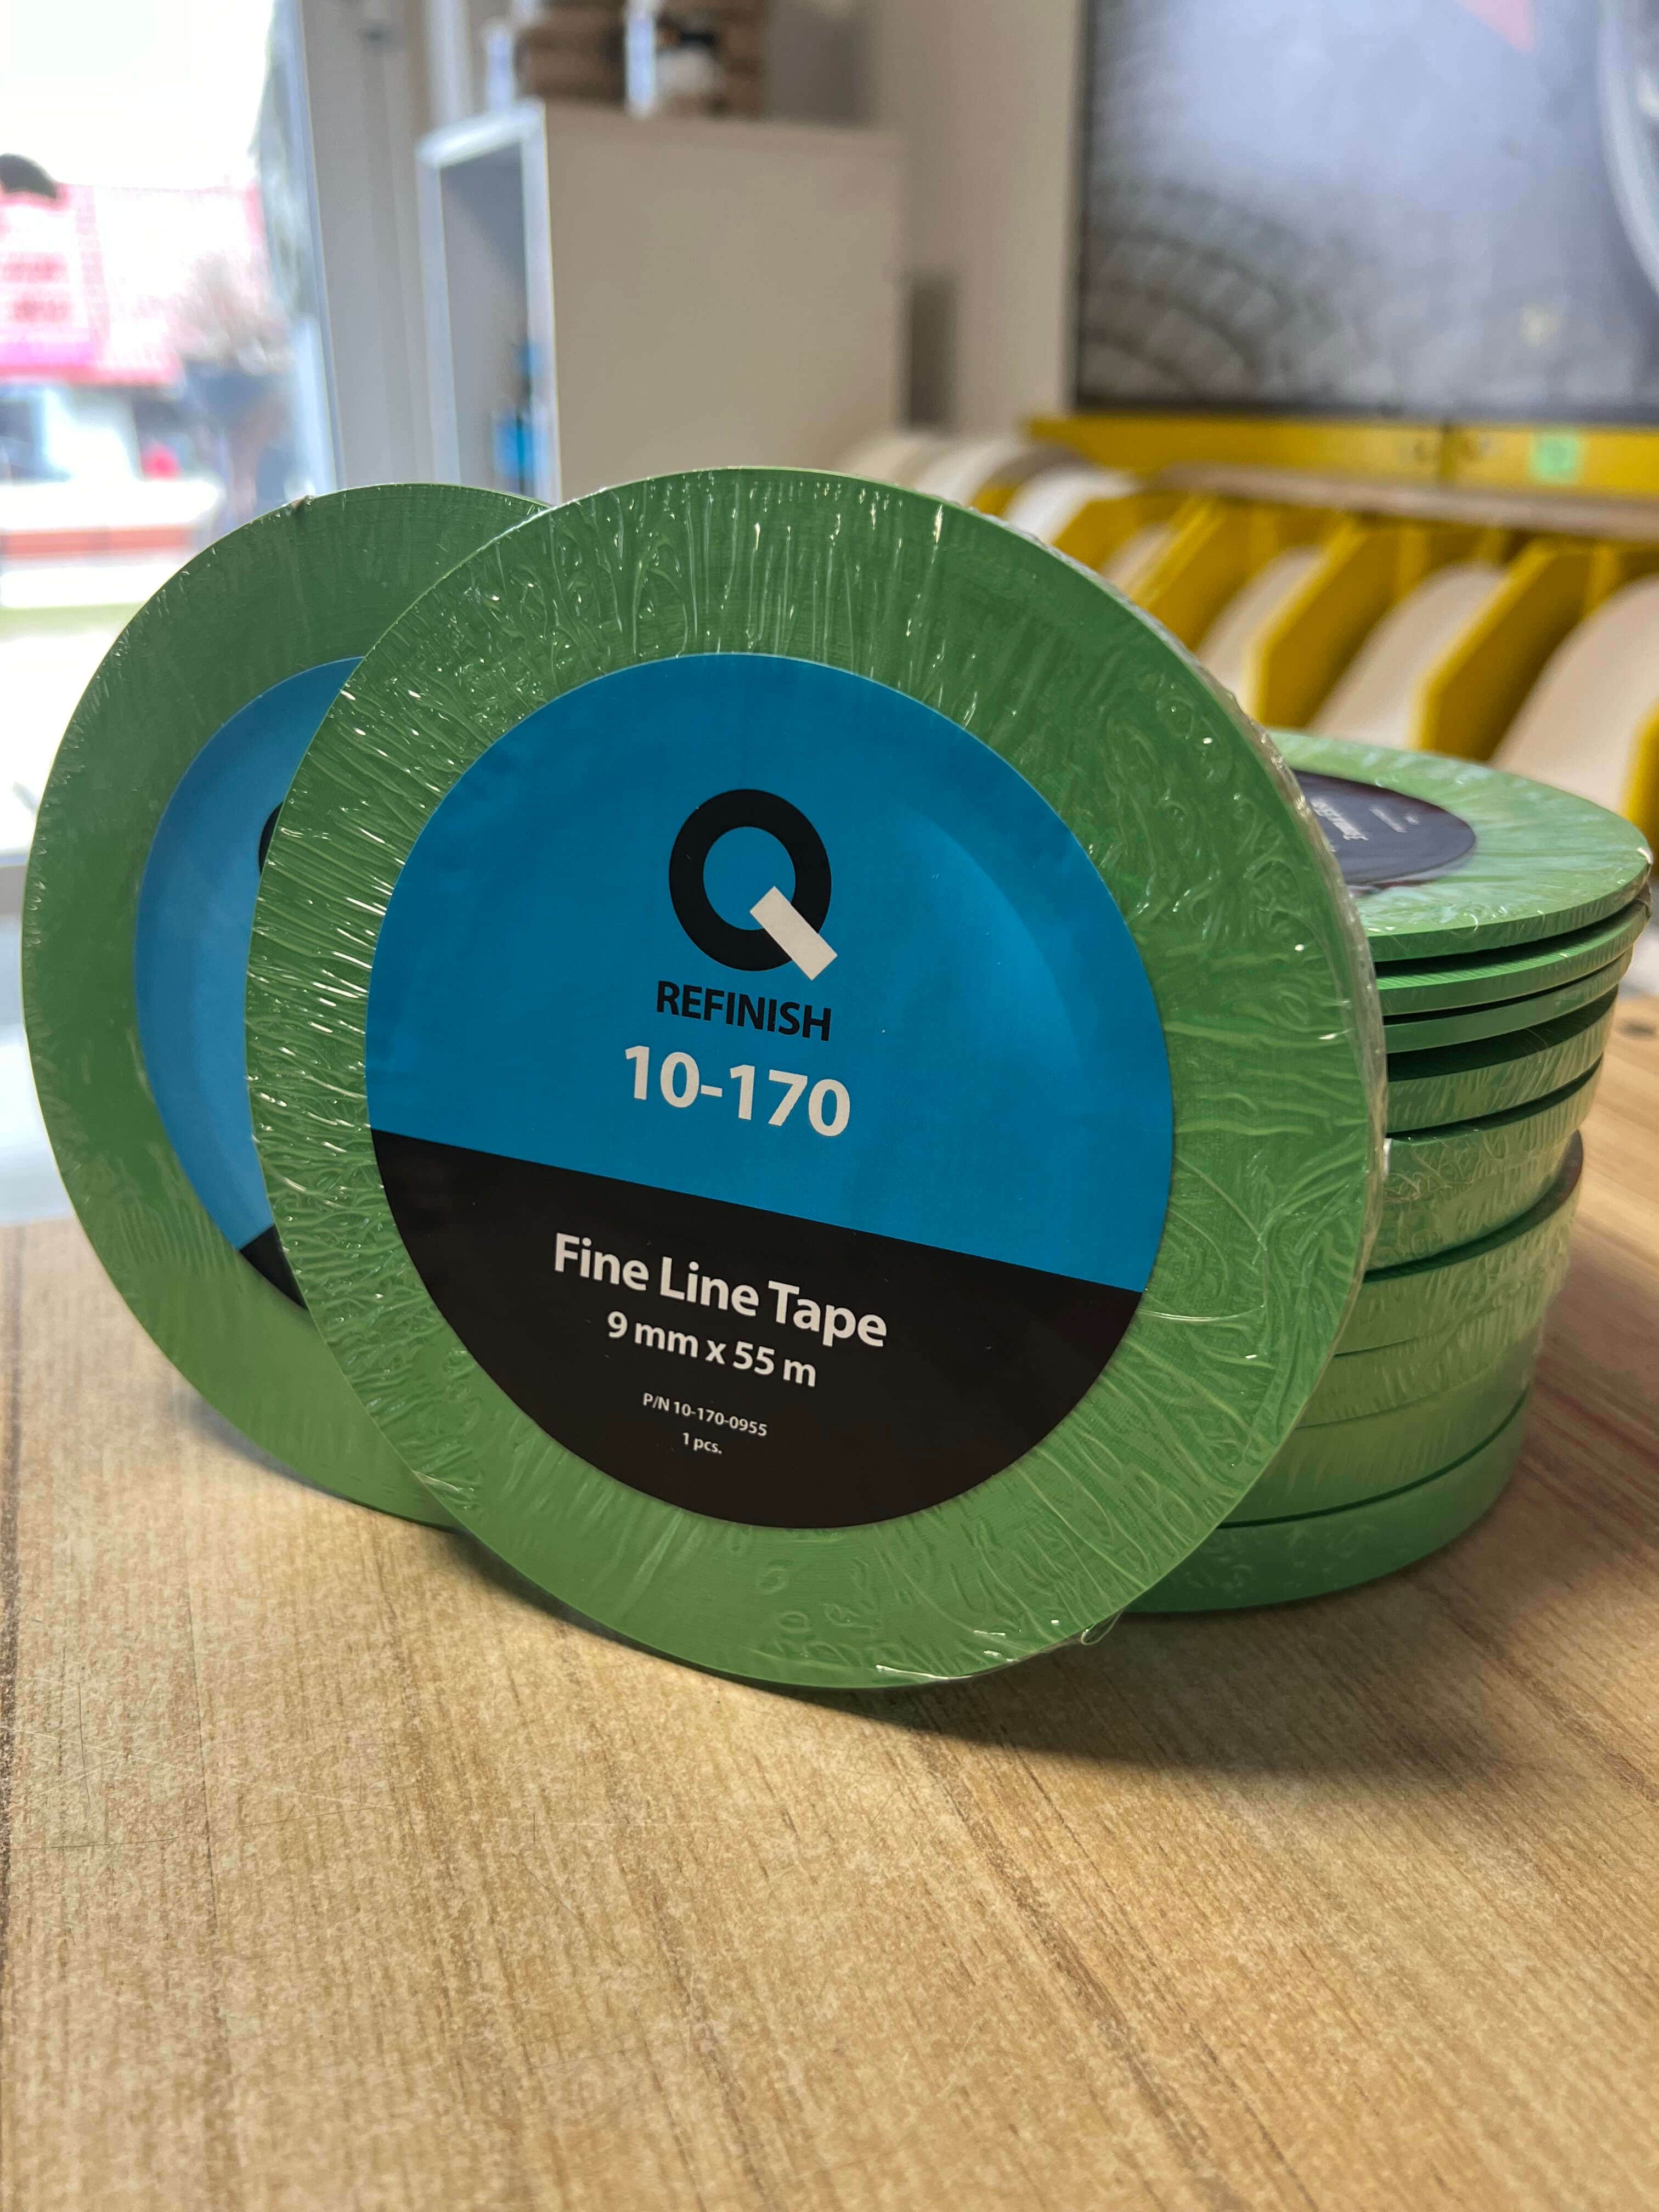 Q
REFINISH
10-170
Fine Line Tape
9 mm x 55 m
P/N 10-170-0955
1 pcs.